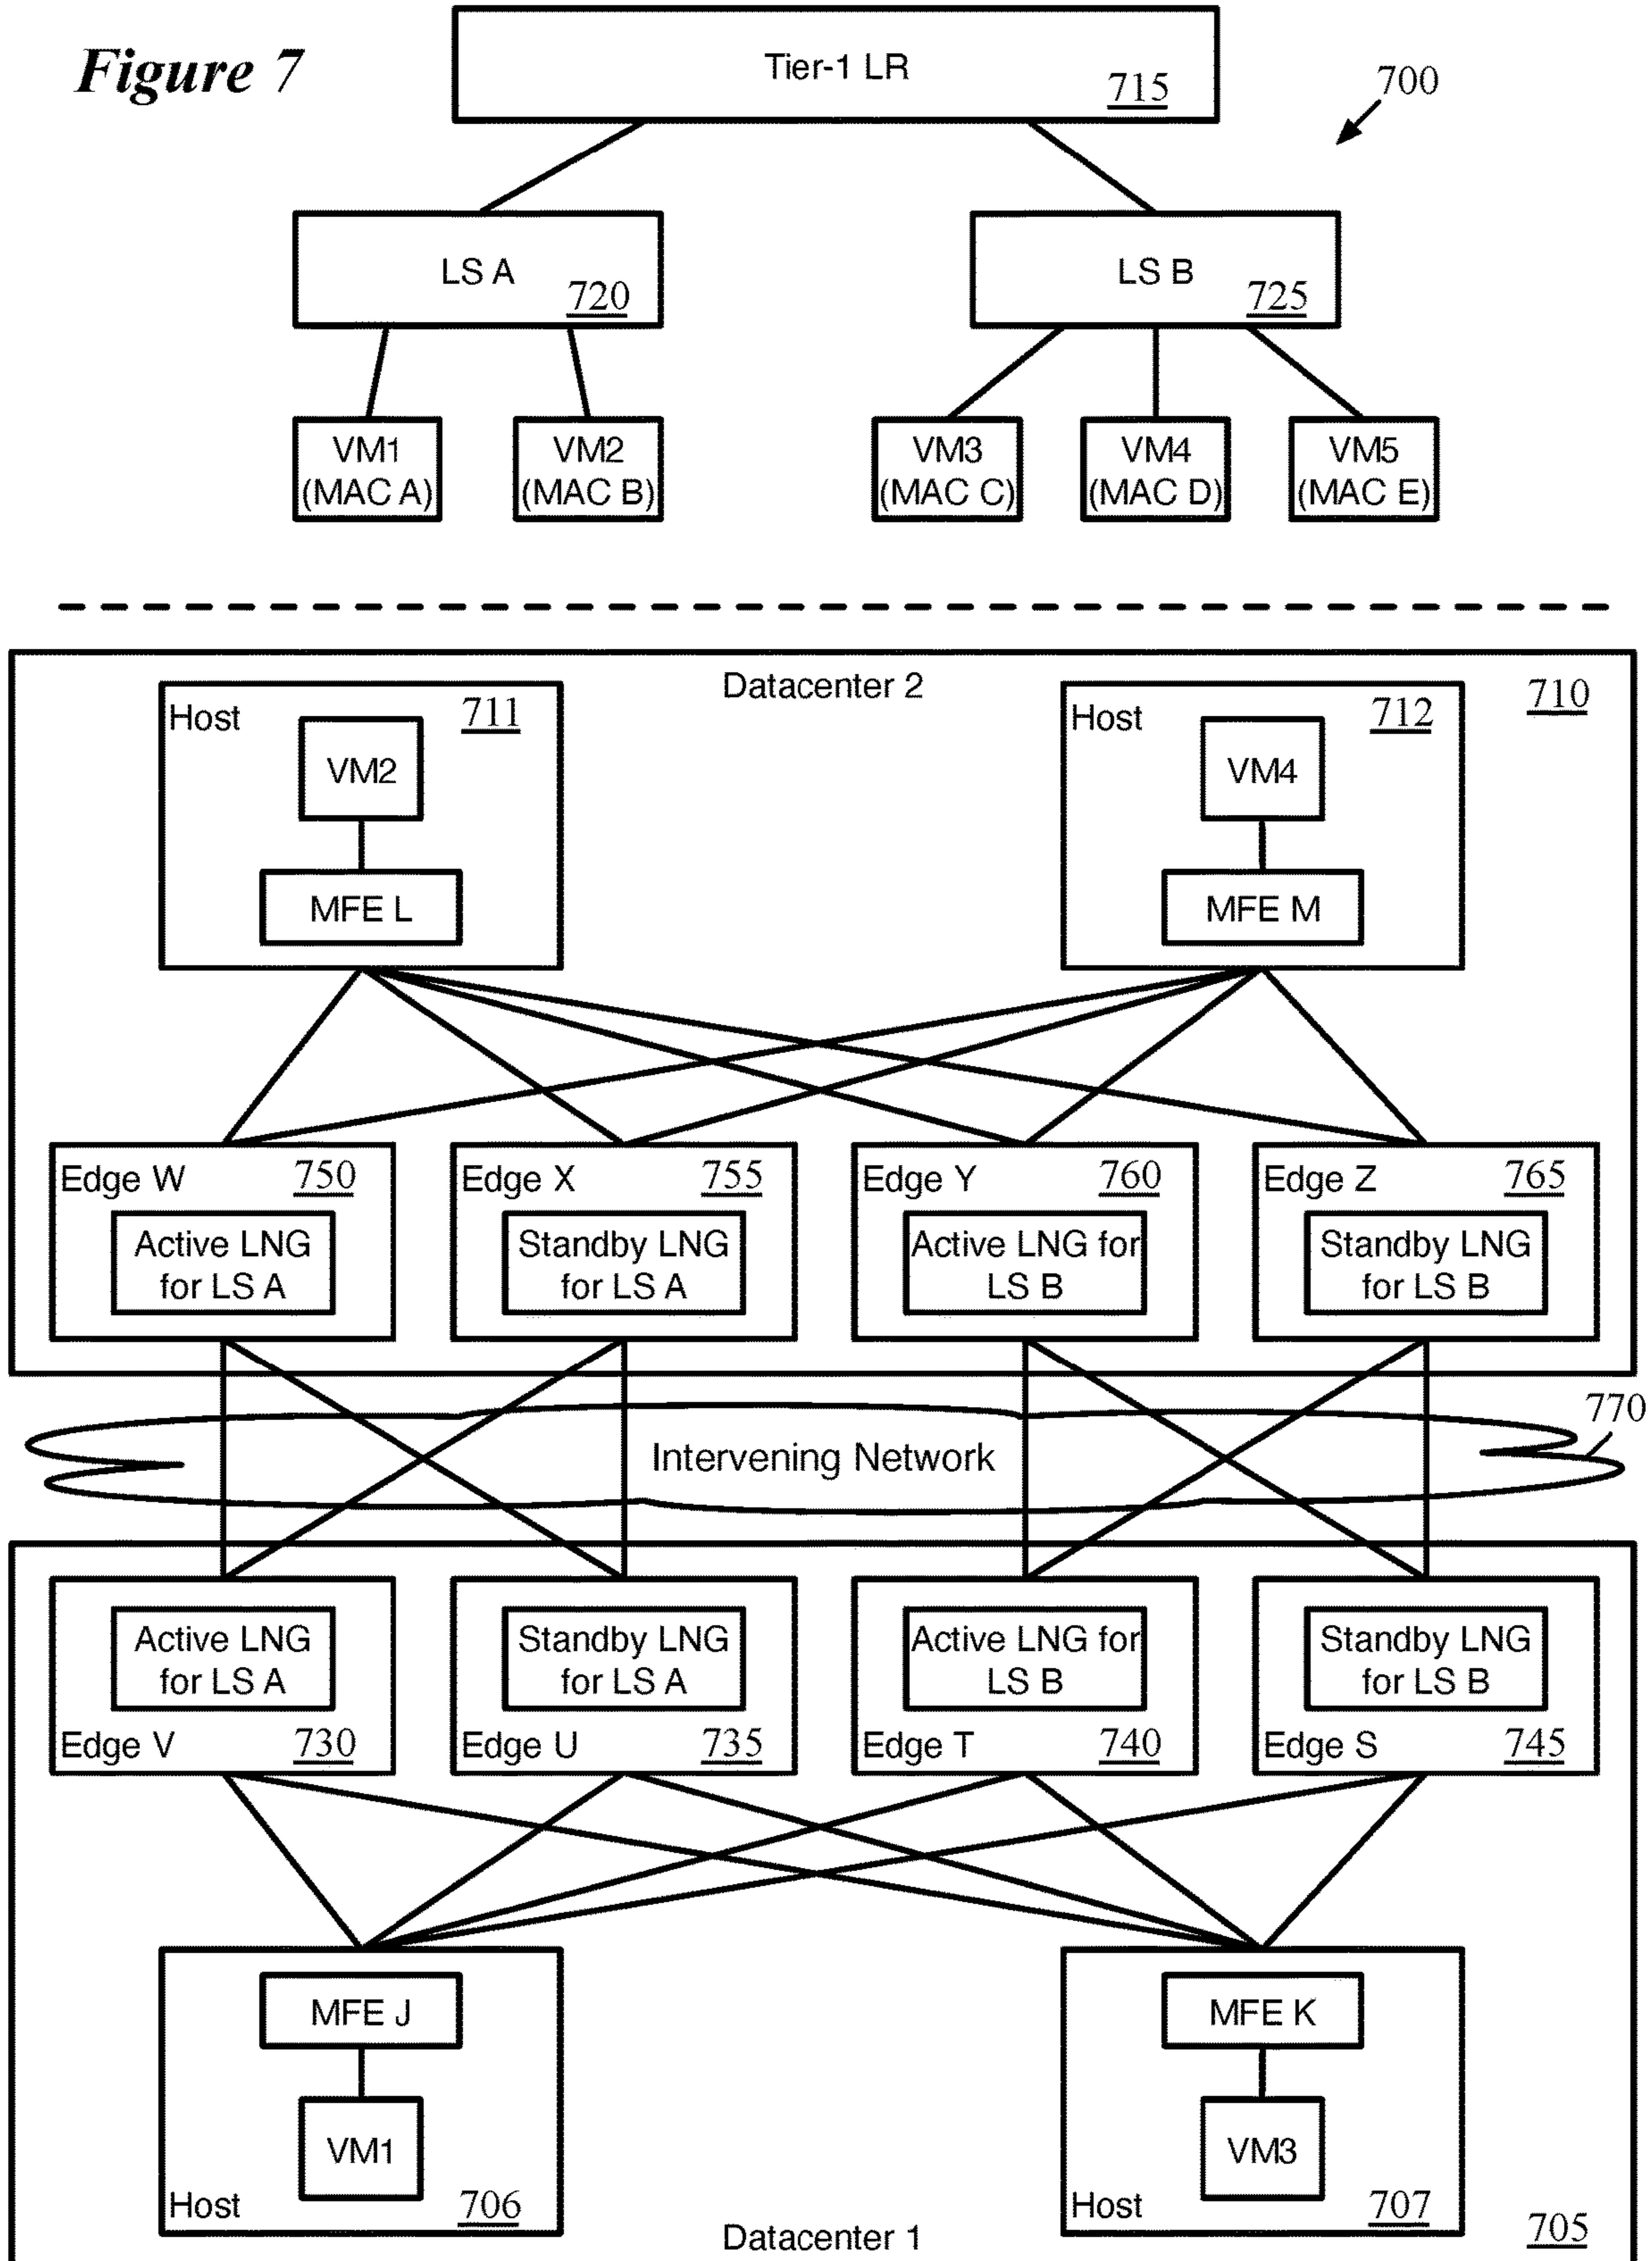 Figure 7
Tier-1 LR
715
700
LS A
720
LS B
725
VM1
(MAC A)
VM2
(MAC B)
VM3
(MAC C)
VM4
(MAC D)
VM5
(MAC E)
Datacenter 2
710
Host
711
VM2
MFE L
Host
712
VM4
MFE M
Edge W
750
Active LNG
for LS A
Edge X
755
Standby LNG
for LS A
Edge Y
760
Active LNG for
LS B
Edge Z
765
Standby LNG
for LS B
770
Intervening Network
Active LNG
for LS A
Edge V
730
Standby LNG
for LS A
Edge U
735
Active LNG for
LS B
Edge T
740
Standby LNG
for LS B
Edge S
745
MFE J
VM1
Host
706
MFE K
VM3
Host
707
Datacenter 1
705